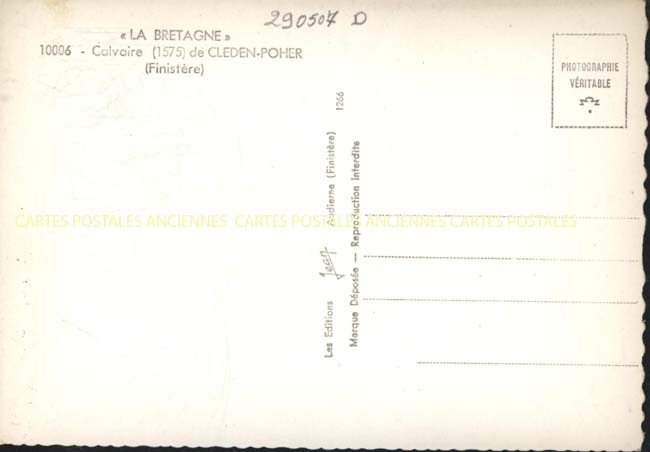 290507 D
« LA BRETAGNE »
10006 - Calvaire (1575) de CLEDEN-POHER
(Finistère)
PHOTOGRAPHIE
VÉRITABLE
1266
Les Editions Jean Audierne (Finistère)
Marque Déposée — Reproduction Interdite
CARTES POSTALES ANCIENNES CARTES POSTALES ANCIENNES CARTES POSTALES